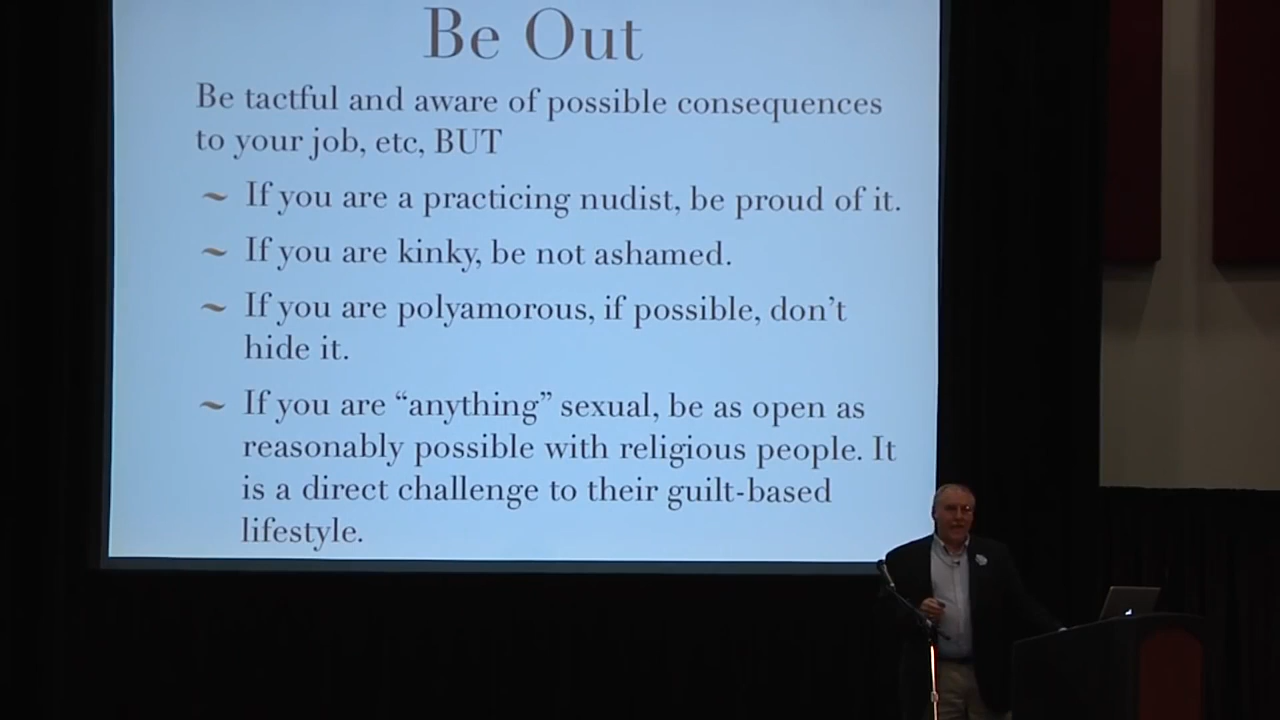 Be Out
Be tactful and aware of possible consequences
to your job, etc, BUT
~ If you are a practicing nudist, be proud of it.
~ If you are kinky, be not ashamed.
~ If you are polyamorous, if possible, don’t
hide it.
~ If you are “anything” sexual, be as open as
reasonably possible with religious people. It
is a direct challenge to their guilt-based
lifestyle.